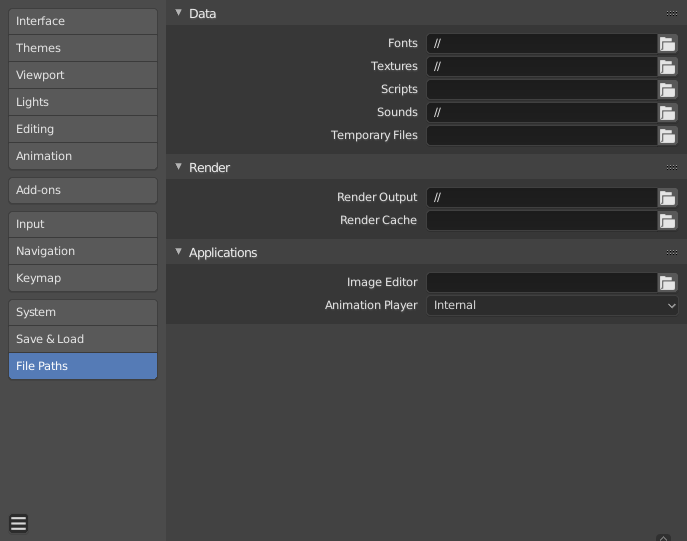 Interface
Themes
Viewport
Lights
Editing
Animation
Add-ons
Input
Navigation
Keymap
System
Save & Load
File Paths
Data
Fonts //
Textures //
Scripts
Sounds //
Temporary Files
Render
Render Output //
Render Cache
Applications
Image Editor
Animation Player Internal